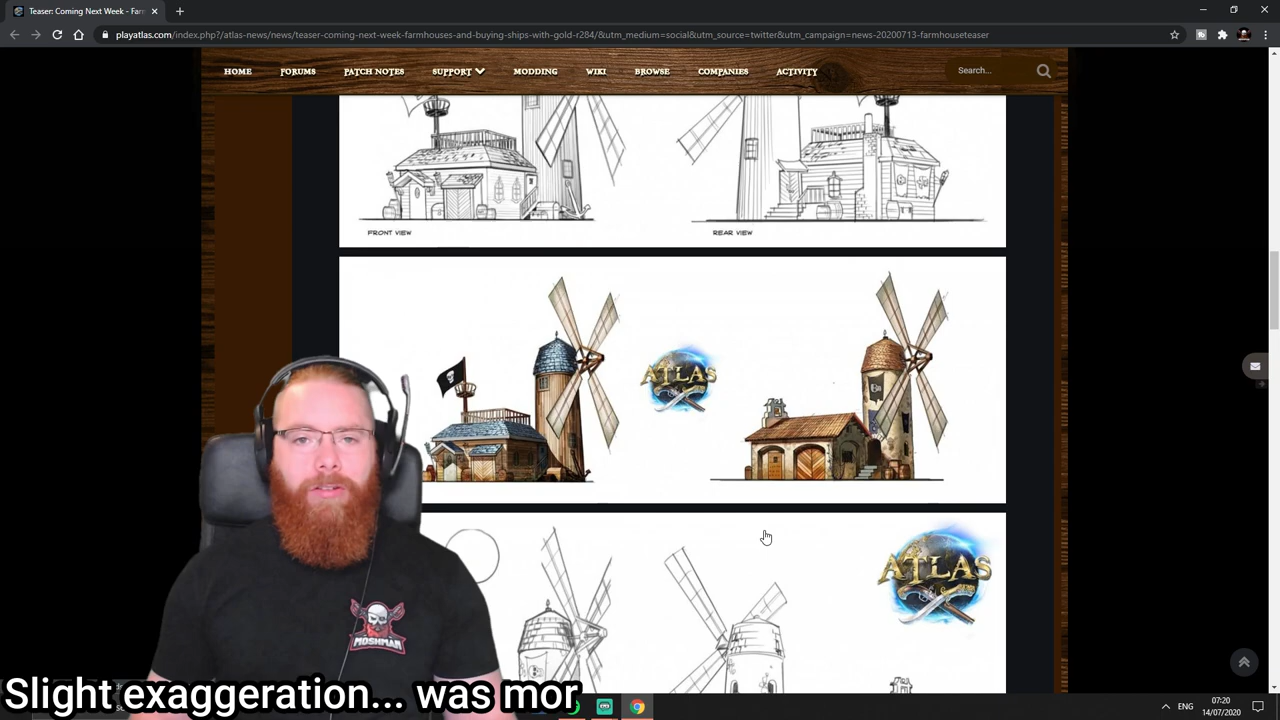 Teaser Coming Next Week - Farm
playatlas.com/index.php?/atlas-news/news/tease-coming-next-week-farmhouses-and-buying-ships-with-gold-r284/&utm_medium=social&utm_source=twitter&utm_campaign=news-20200713-farmhouseteaser
HOME FORUMS PATCH NOTES SUPPORT MODDING WIKI BROWSE COMPANIES ACTIVITY Search...
FRONT VIEW REAR VIEW
ATLAS
ATLAS
MOSHMAN
Slight exaggeration... was mor
ENG 07:20
14/07/2020